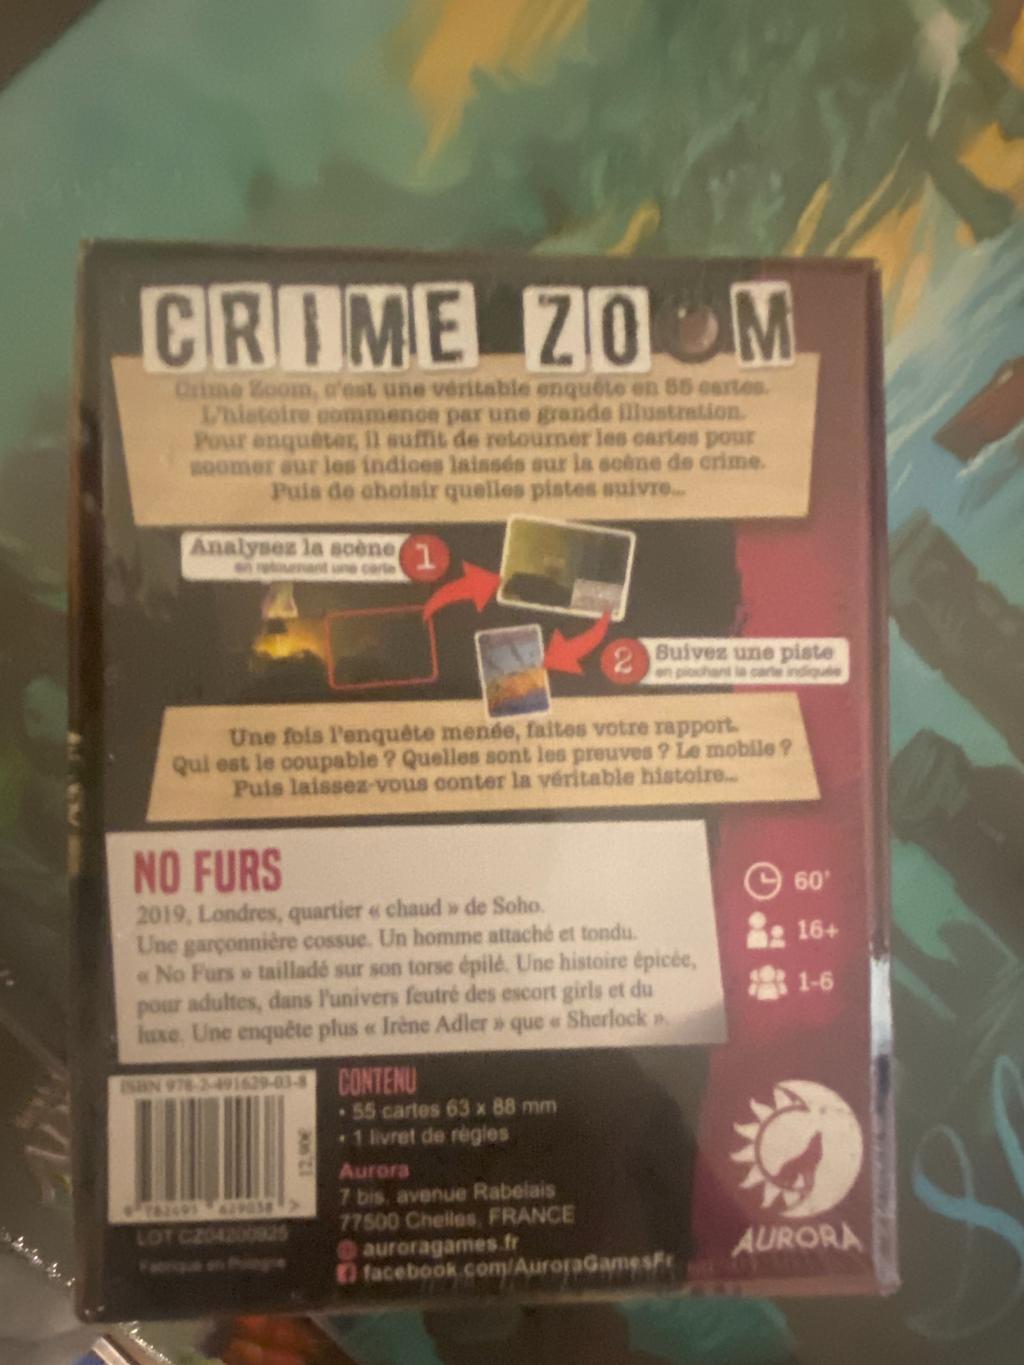 CRIME ZOOM
Crime Zoom, c'est une véritable enquête en 55 cartes.
L'histoire commence par une grande illustration.
Pour enquêter, il suffit de retourner les cartes pour
zoomer sur les indices laissés sur la scène de crime.
Puis de choisir quelles pistes suivre...
Analysez la scène
en retournant une carte
1
2
Suivez une piste
en piochant la carte indiquée
Une fois l'enquête menée, faites votre rapport.
Qui est le coupable ? Quelles sont les preuves ? Le mobile ?
Puis laissez-vous conter la véritable histoire...
NO FURS
2019, Londres, quartier « chaud » de Soho.
Une garçonnière cossue. Un homme attaché et tondu.
« No Furs » tailladé sur son torse épilé. Une histoire épicée,
pour adultes, dans l'univers feutré des escort girls et du
luxe. Une enquête plus « Irène Adler » que « Sherlock ».
60'
16+
1-6
ISBN 978-2-491629-03-8
12,90€
9 782491 629038 >
LOT CZ04200925
Fabriqué en Pologne
CONTENU
• 55 cartes 63 x 88 mm
• 1 livret de règles
Aurora
7 bis, avenue Rabelais
77500 Chelles, FRANCE
auroragames.fr
facebook.com/AuroraGamesFr
AURORA